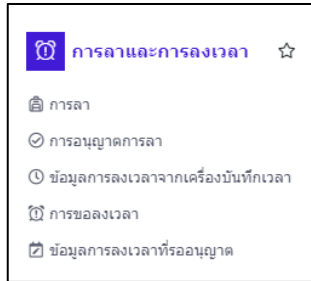 การลาและการลงเวลา
การลา
การอนุญาตการลา
ข้อมูลการลงเวลาจากเครื่องบันทึกเวลา
การขอลงเวลา
ข้อมูลการลงเวลาที่รออนุญาต